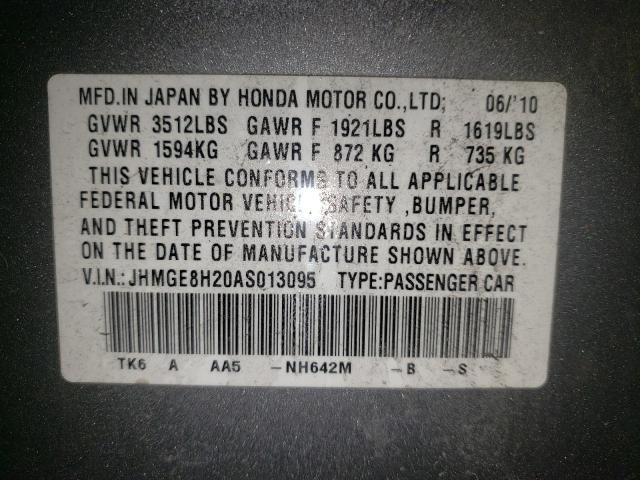 MFD.IN JAPAN BY HONDA MOTOR CO.,LTD; 06/'10
GVWR 3512LBS GAWR F 1921LBS R 1619LBS
GVWR 1594KG GAWR F 872 KG R 735 KG
THIS VEHICLE CONFORMS TO ALL APPLICABLE
FEDERAL MOTOR VEHICLE SAFETY ,BUMPER,
AND THEFT PREVENTION STANDARDS IN EFFECT
ON THE DATE OF MANUFACTURE SHOWN ABOVE.
V.I.N.:JHMGE8H20AS013095 TYPE:PASSENGER CAR
TK6 A AA5 -NH642M -B -S